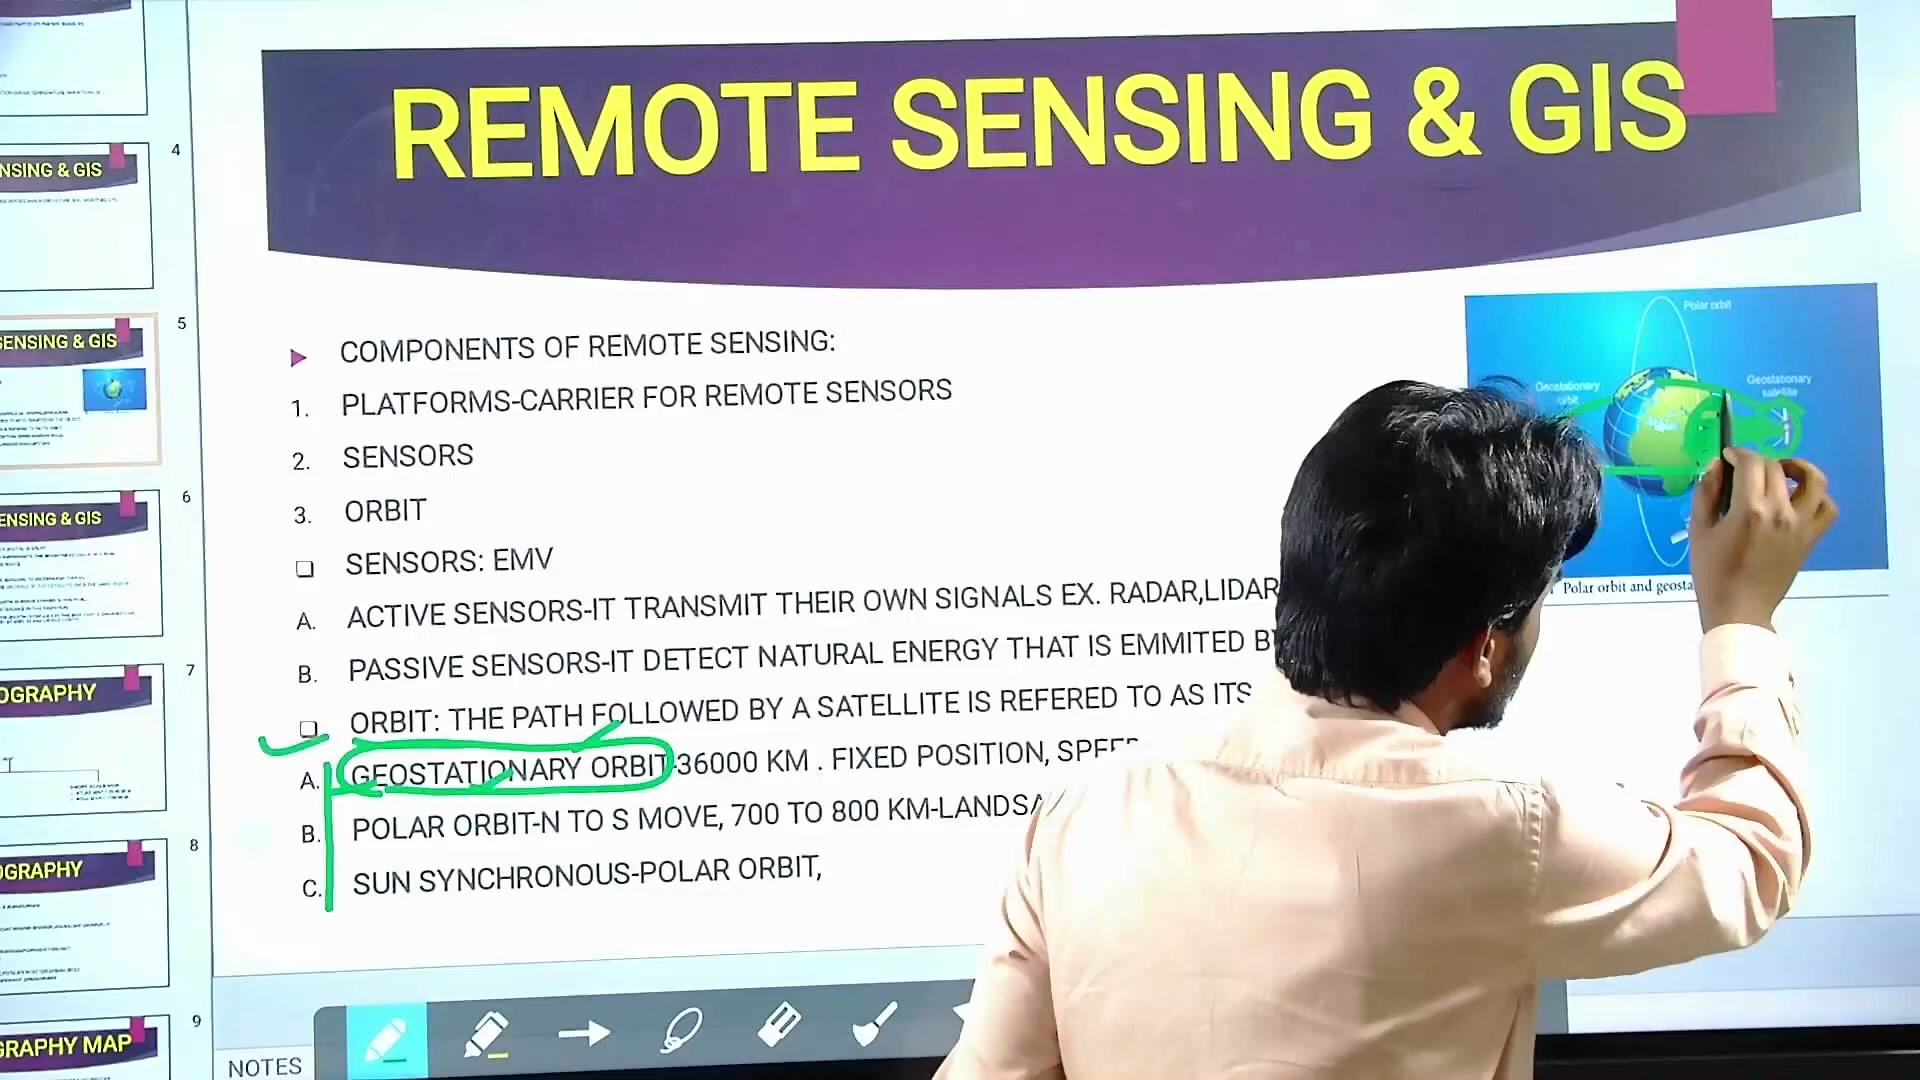 REMOTE SENSING & GIS
COMPONENTS OF REMOTE SENSING:
1. PLATFORMS-CARRIER FOR REMOTE SENSORS
2. SENSORS
3. ORBIT
SENSORS: EMV
A. ACTIVE SENSORS-IT TRANSMIT THEIR OWN SIGNALS EX. RADAR,LIDAR
B. PASSIVE SENSORS-IT DETECT NATURAL ENERGY THAT IS EMMITED
ORBIT: THE PATH FOLLOWED BY A SATELLITE IS REFERED TO AS ITS
A. GEOSTATIONARY ORBIT-36000 KM . FIXED POSITION,
B. POLAR ORBIT-N TO S MOVE, 700 TO 800 KM-
C. SUN SYNCHRONOUS-POLAR ORBIT,
Polar orbit
Geostationary orbit
Geostationary satellite
Polar orbit and
4
NSING & GIS
5
SENSING & GIS
6
ENSING & GIS
7
OGRAPHY
8
OGRAPHY
9
GRAPHY MAP
NOTES